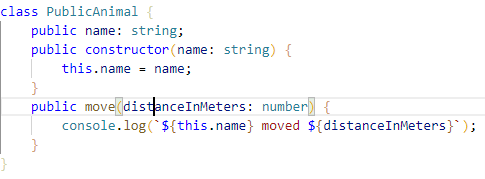 class PublicAnimal {
    public name: string;
    public constructor(name: string) {
        this.name = name;
    }
    public move(distanceInMeters: number) {
        console.log(`${this.name} moved ${distanceInMeters}`);
    }
}